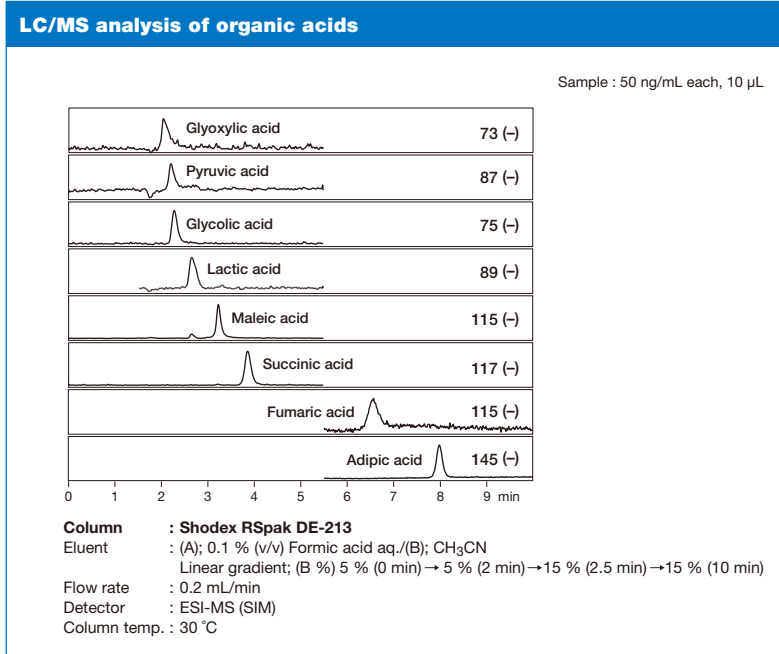 LC/MS analysis of organic acids
Sample : 50 ng/mL each, 10 µL
Glyoxylic acid 73 (–)
Pyruvic acid 87 (–)
Glycolic acid 75 (–)
Lactic acid 89 (–)
Maleic acid 115 (–)
Succinic acid 117 (–)
Fumaric acid 115 (–)
Adipic acid 145 (–)
0 1 2 3 4 5 6 7 8 9 min
Column : Shodex RSpak DE-213
Eluent : (A); 0.1 % (v/v) Formic acid aq./(B); CH₃CN
Linear gradient; (B %) 5 % (0 min) → 5 % (2 min)→15 % (2.5 min) →15 % (10 min)
Flow rate : 0.2 mL/min
Detector : ESI-MS (SIM)
Column temp. : 30 ˚C